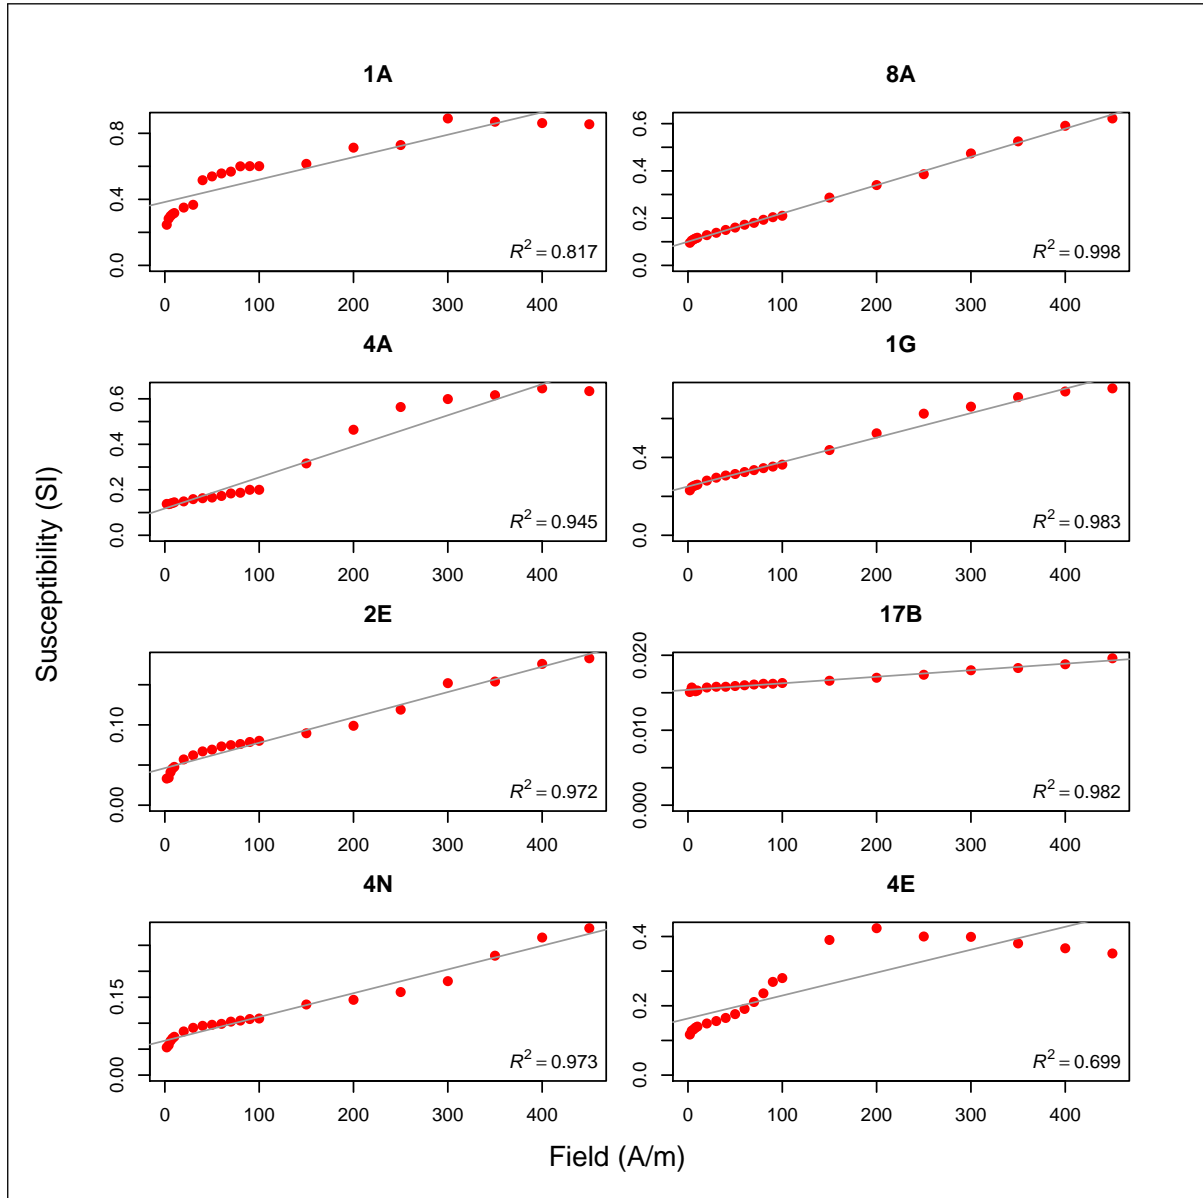 1A
0.0 0.4 0.8
R² = 0.817
0 100 200 300 400
8A
0.0 0.2 0.4 0.6
R² = 0.998
0 100 200 300 400
4A
0.0 0.2 0.4 0.6
R² = 0.945
0 100 200 300 400
1G
0.0 0.4
R² = 0.983
0 100 200 300 400
2E
0.00 0.10
R² = 0.972
0 100 200 300 400
17B
0.000 0.010 0.020
R² = 0.982
0 100 200 300 400
4N
0.00 0.15
R² = 0.973
0 100 200 300 400
4E
0.0 0.2 0.4
R² = 0.699
0 100 200 300 400
Susceptibility (SI)
Field (A/m)